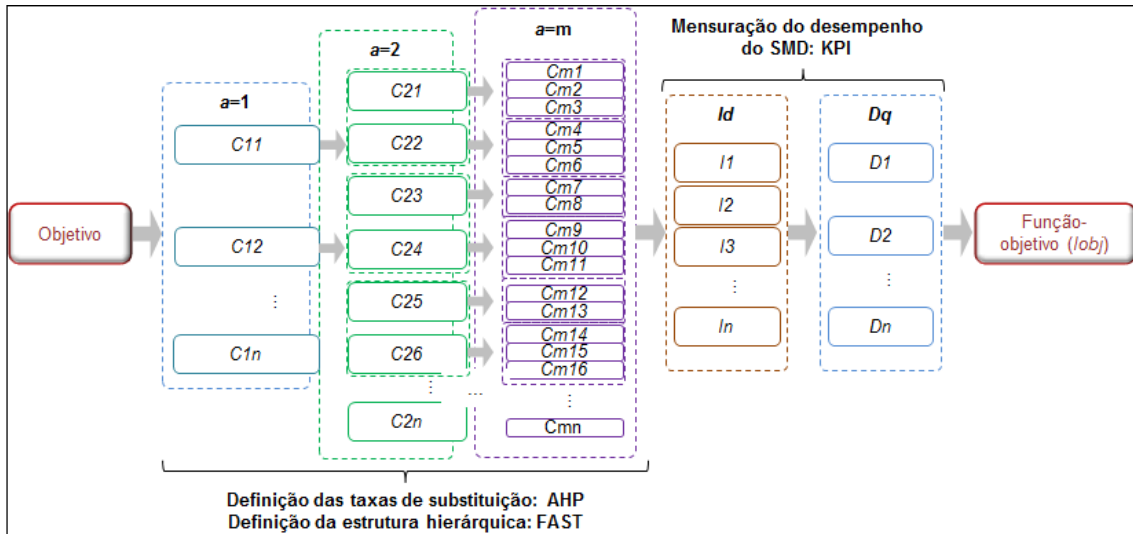 Mensuração do desempenho
do SMD: KPI
a=1
a=2
a=m
Id
Dq
Objetivo
C11
C12
⋮
C1n
C21
C22
C23
C24
C25
C26
⋮
...
C2n
Cm1
Cm2
Cm3
Cm4
Cm5
Cm6
Cm7
Cm8
Cm9
Cm10
Cm11
Cm12
Cm13
Cm14
Cm15
Cm16
⋮
Cmn
I1
I2
I3
⋮
In
D1
D2
⋮
Dn
Função-
objetivo (Iobj)
Definição das taxas de substituição: AHP
Definição da estrutura hierárquica: FAST